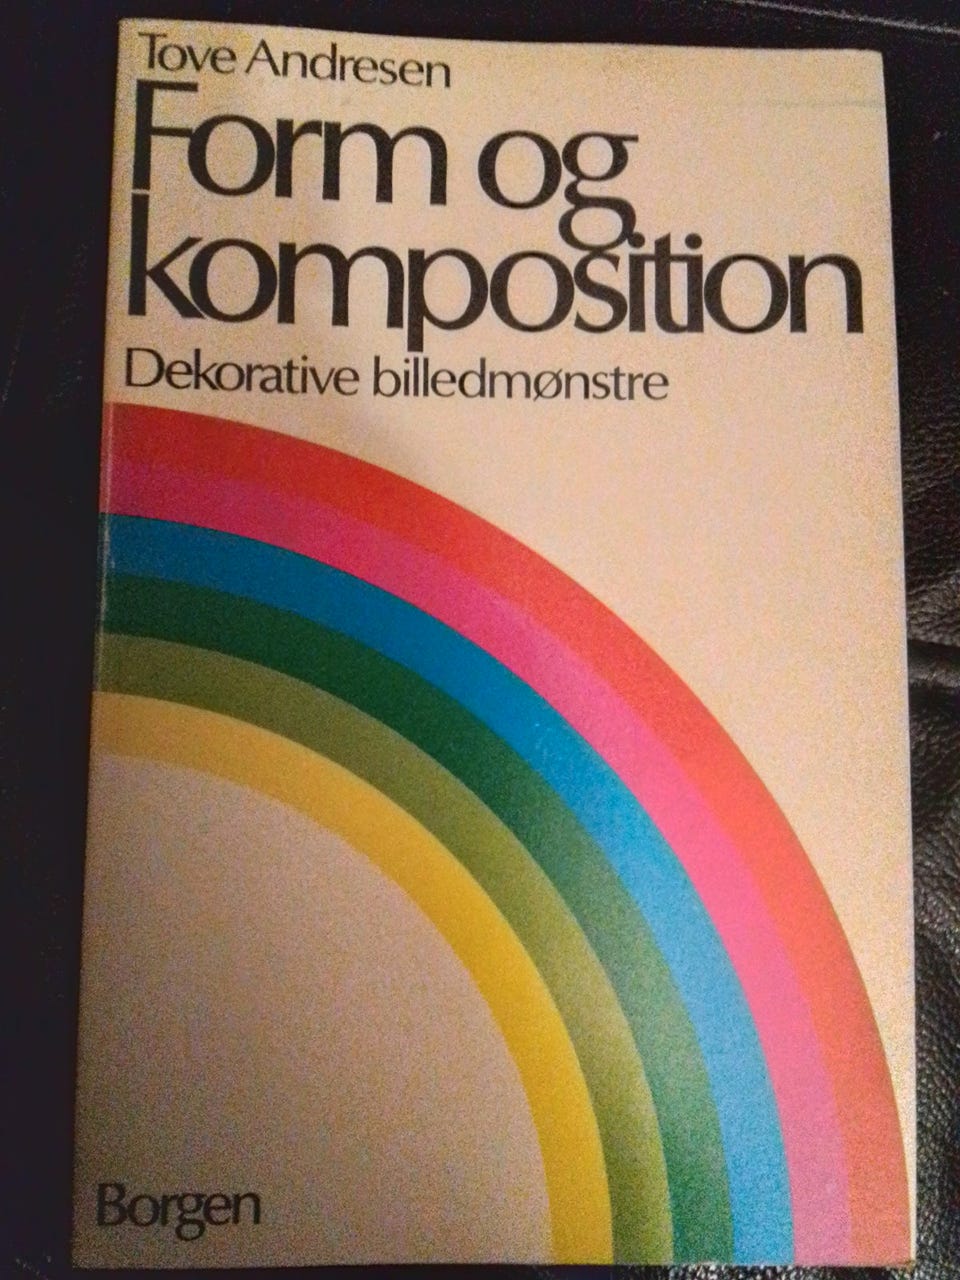 Tove Andresen
Form og
komposition
Dekorative billedmønstre
Borgen